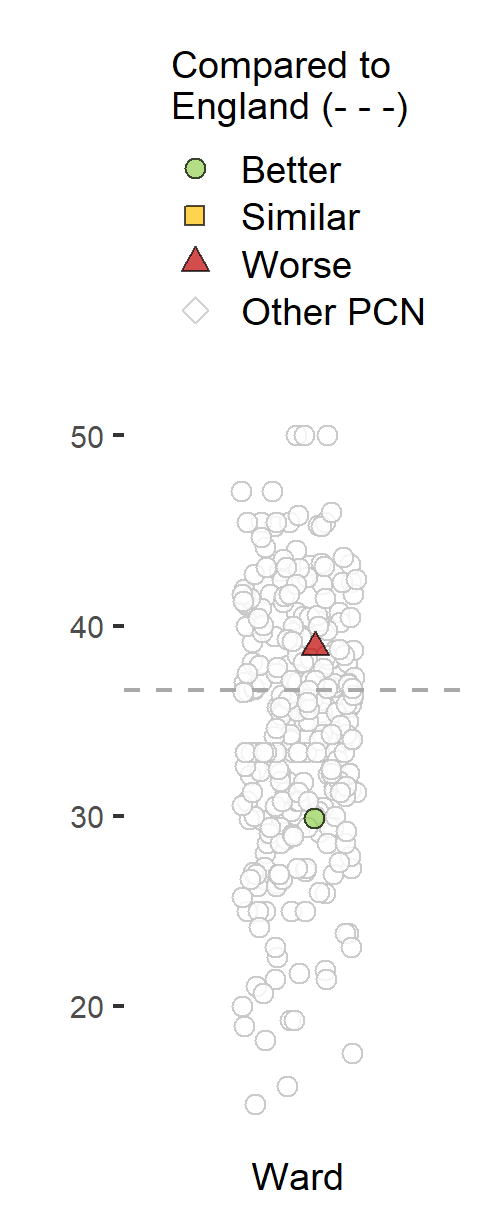 Compared to
England (- - -)
Better
Similar
Worse
Other PCN
50
40
30
20
Ward